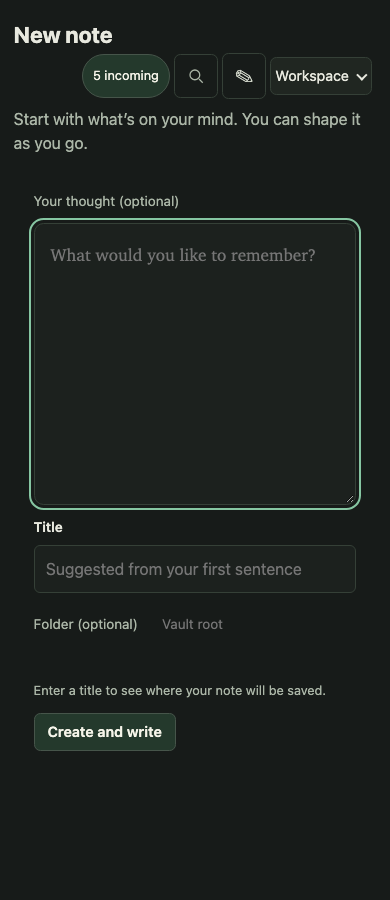 New note
5 incoming
Workspace
Start with what’s on your mind. You can shape it
as you go.
Your thought (optional)
What would you like to remember?
Title
Suggested from your first sentence
Folder (optional) Vault root
Enter a title to see where your note will be saved.
Create and write